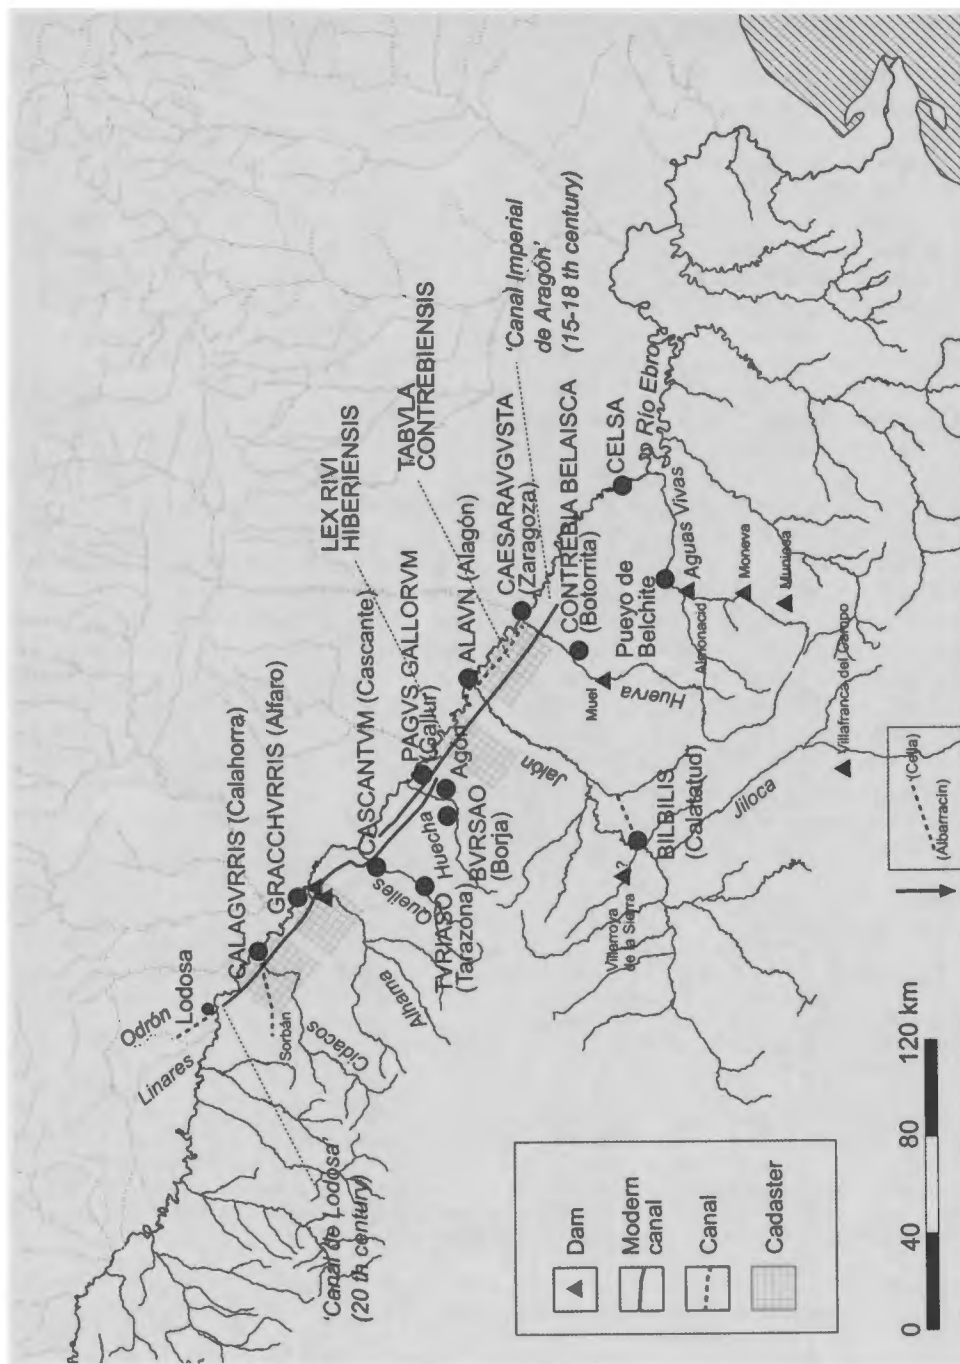 Odrón
Lodosa
Linares
CALAGVRRIS (Calahorra)
GRACCHVRRIS (Alfaro)
CASCANTVM (Cascante)
PAGVS GALLORVM
(Gallur)
LEX RIVI
HIBERIENSIS
TABVLA
CONTREBIENSIS
ALAVN (Alagón)
CAESARAVGVSTA
(Zaragoza)
'Canal Imperial
de Aragón'
(15-18 th century)
CONTREBIA BELAISCA
(Botorrita)
CELSA
Río Ebro
Sorbán
Cidacos
Alhama
Queiles
TVRIASO
(Tarazona)
Huecha
BVRSAO
(Borja)
Agón
Jalón
Muel
Huerva
Pueyo de
Belchite
Aguas Vivas
Almonacid
Moneva
Muniesa
Villafranca del Campo
Jiloca
BILBILIS
(Calatatud)
Villarroya
de la Sierra
?
(Cella)
(Albarracín)
'Canal de Lodosa'
(20 th century)
Dam
Modern
canal
Canal
Cadaster
0
40
80
120 km